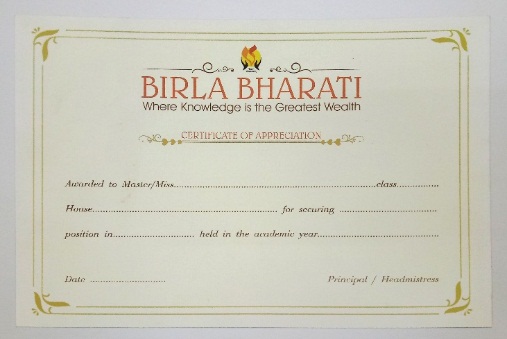 BIRLA BHARATI
Where Knowledge is the Greatest Wealth
CERTIFICATE OF APPRECIATION
Awarded to Master/Miss..................................................................class..............
House............................................................. for securing ................................
position in........................... held in the academic year........................................
Date ......................... Principal / Headmistress